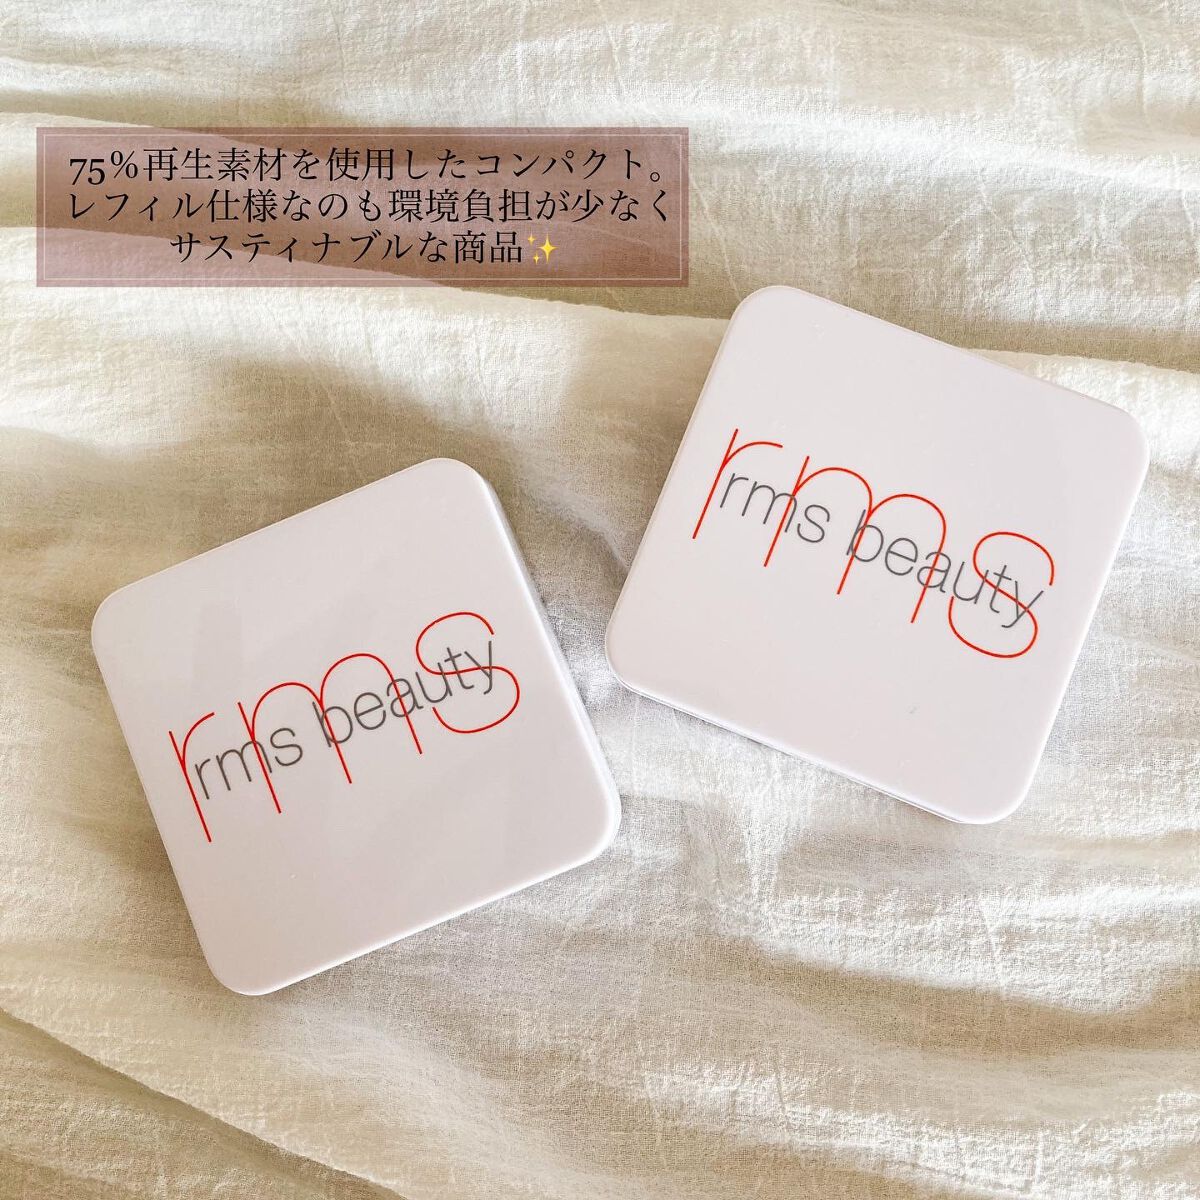 75%再生素材を使用したコンパクト。
レフィル仕様なのも環境負担が少なく
サスティナブルな商品✨
rms
rms beauty
rms
rms beauty